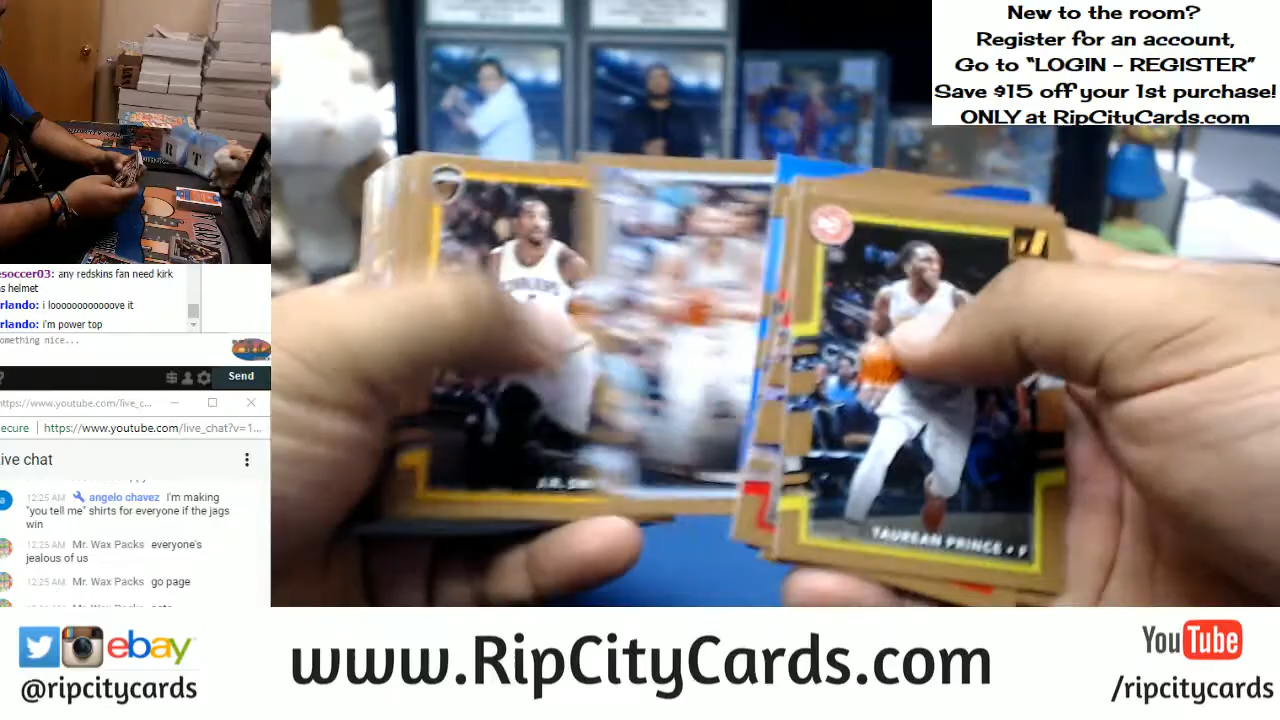 New to the room?
Register for an account,
Go to “LOGIN - REGISTER”
Save $15 off your 1st purchase!
ONLY at RipCityCards.com
esoccer03: any redskins fan need kirk
s helmet
rlando: i looooooooooove it
rlando: i'm power top
omething nice...
Send
https://www.youtube.com/live_c...
ecure https://www.youtube.com/live_chat?v=1...
ive chat
12:25 AM angelo chavez I'm making
"you tell me" shirts for everyone if the jags
win
12:25 AM Mr. Wax Packs everyone's
jealous of us
12:25 AM Mr. Wax Packs go page
R T
J.R. SM
TAUREAN PRINCE • F
ebay
@ripcitycards
www.RipCityCards.com
YouTube
/ripcitycards